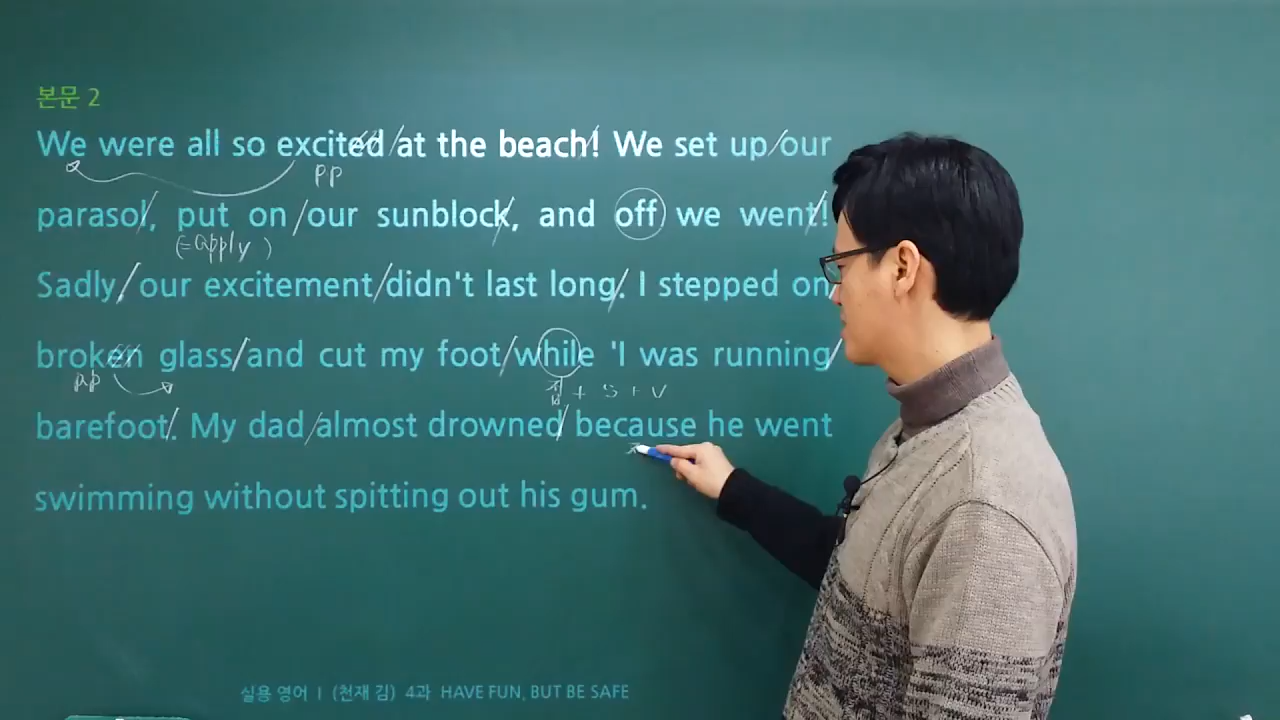 본문 2
We were all so excited / at the beach! We set up / our
pp
parasol, put on / our sunblock, and off we went!
(=apply)
Sadly, our excitement / didn't last long. I stepped on
broken glass / and cut my foot / while I was running /
pp
접 + S + V
barefoot. My dad / almost drowned / because he went
swimming without spitting out his gum.
실용 영어 I (천재 김) 4과 HAVE FUN, BUT BE SAFE